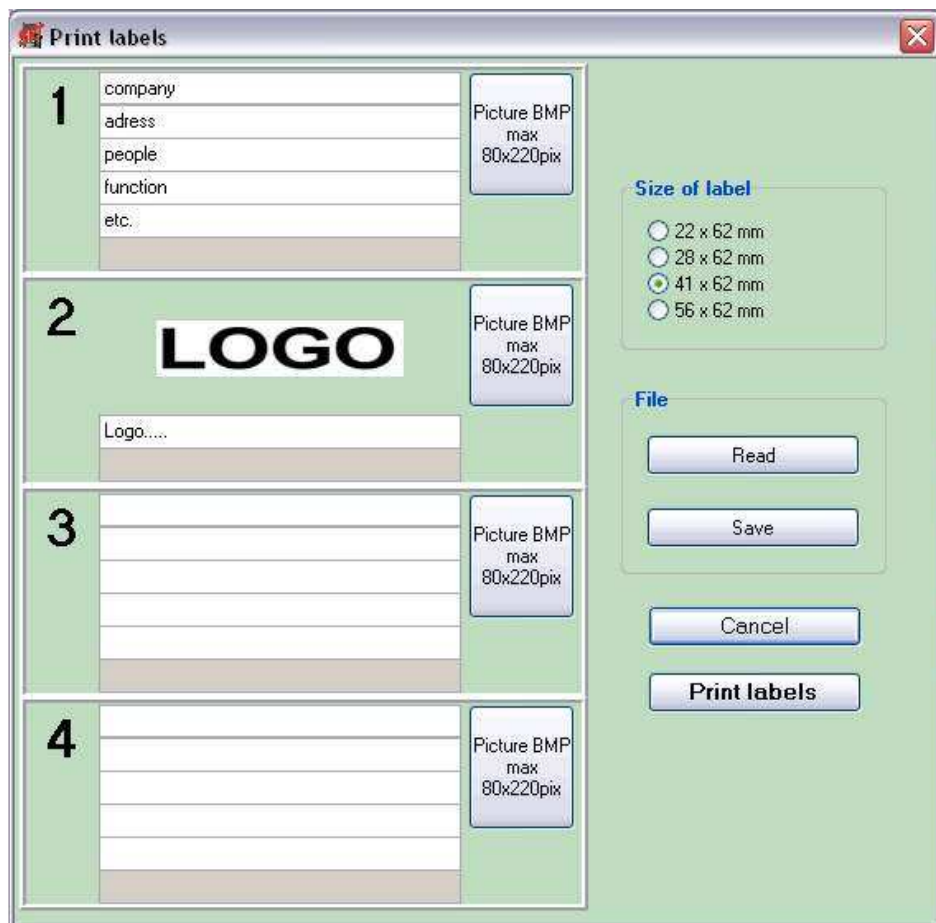 Print labels
1
company
adress
people
function
etc.
Picture BMP
max
80x220pix
2
LOGO
Logo.....
Picture BMP
max
80x220pix
3
Picture BMP
max
80x220pix
4
Picture BMP
max
80x220pix
Size of label
22 x 62 mm
28 x 62 mm
41 x 62 mm
56 x 62 mm
File
Read
Save
Cancel
Print labels